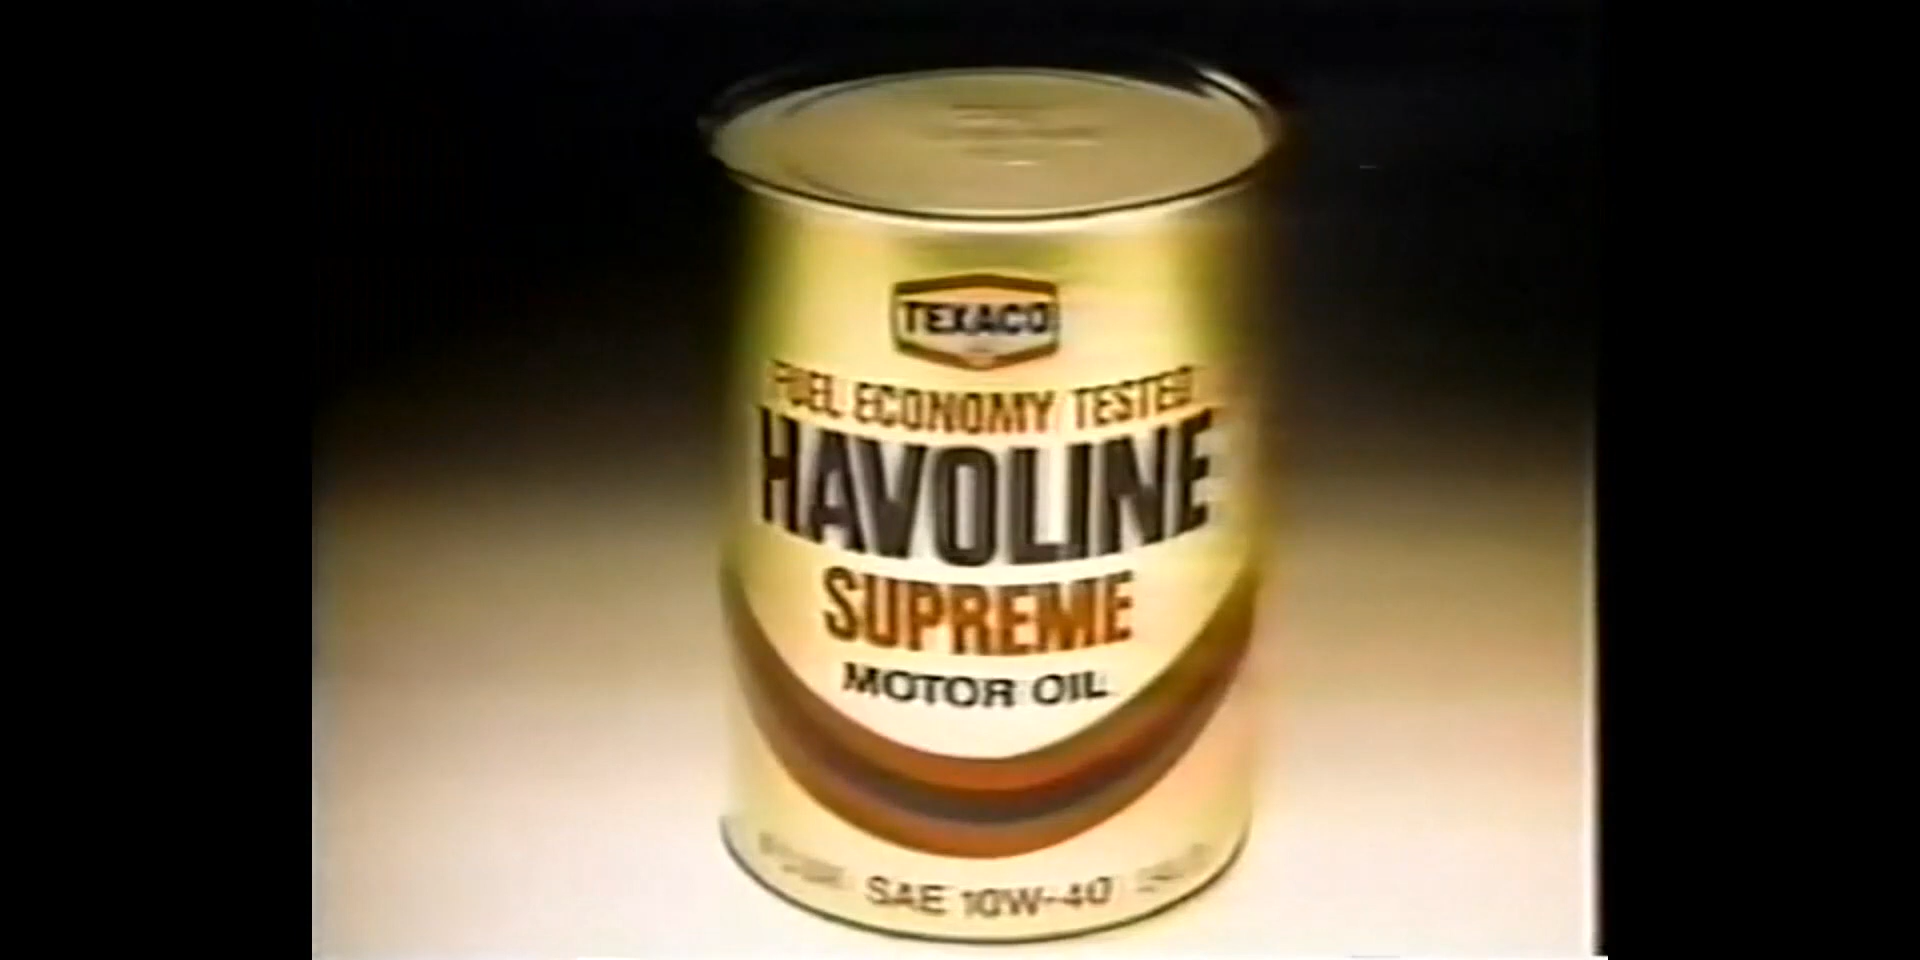 TEXACO
FUEL ECONOMY TESTED
HAVOLINE
SUPREME
MOTOR OIL
SAE 10W-40